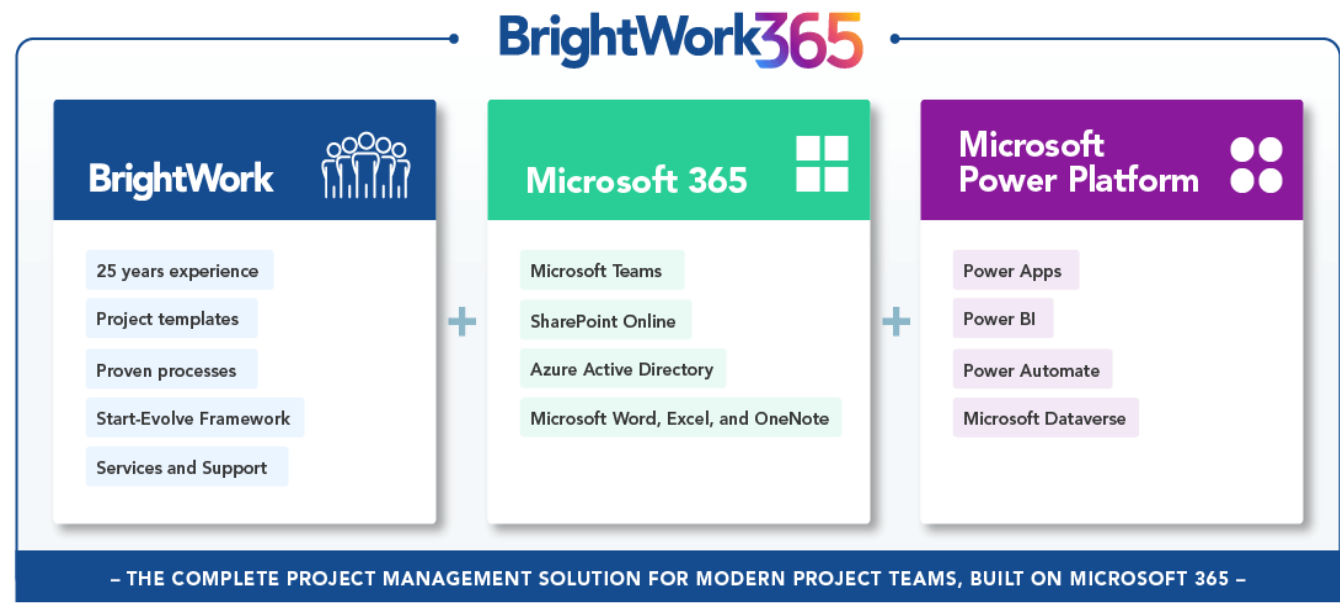 BrightWork365
BrightWork
25 years experience
Project templates
Proven processes
Start-Evolve Framework
Services and Support
Microsoft 365
Microsoft Teams
SharePoint Online
Azure Active Directory
Microsoft Word, Excel, and OneNote
Microsoft
Power Platform
Power Apps
Power BI
Power Automate
Microsoft Dataverse
– THE COMPLETE PROJECT MANAGEMENT SOLUTION FOR MODERN PROJECT TEAMS, BUILT ON MICROSOFT 365 –